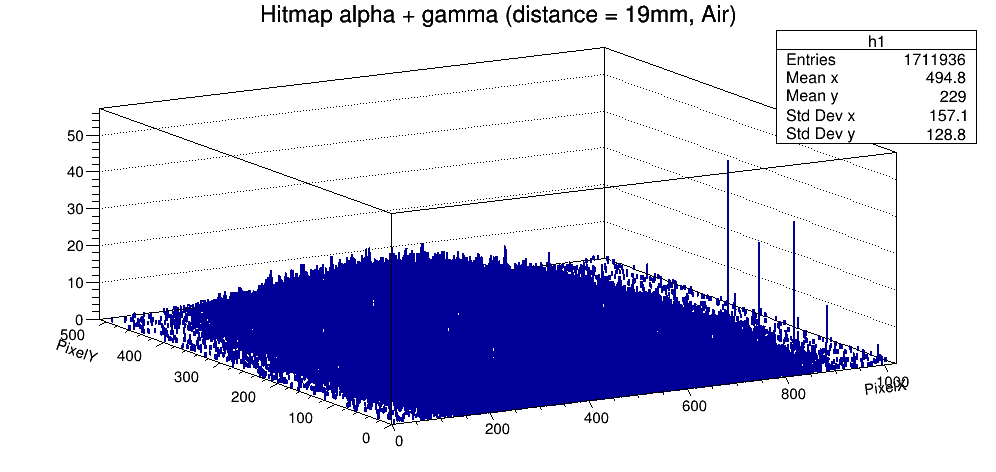 Hitmap alpha + gamma (distance = 19mm, Air)
h1
Entries 1711936
Mean x 494.8
Mean y 229
Std Dev x 157.1
Std Dev y 128.8
50
40
30
20
10
0
500
400
300
200
100
0
PixelY
0
200
400
600
800
1000
PixelX